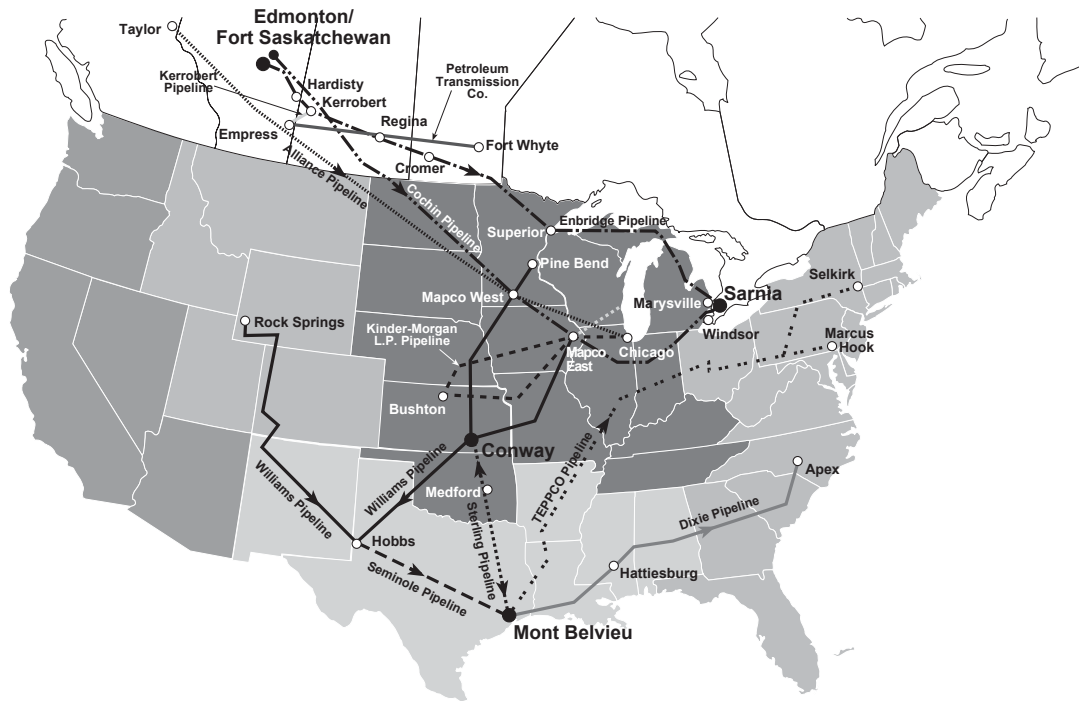 Edmonton/
Fort Saskatchewan
Taylor
Kerrobert
Pipeline
Hardisty
Kerrobert
Petroleum
Transmission
Co.
Empress
Regina
Fort Whyte
Cromer
Alliance Pipeline
Cochin Pipeline
Superior
Enbridge Pipeline
Pine Bend
Mapco West
Marysville
Sarnia
Selkirk
Rock Springs
Kinder-Morgan
L.P. Pipeline
Mapco
East
Chicago
Windsor
Marcus
Hook
Bushton
Conway
Williams Pipeline
Williams Pipeline
Medford
Sterling Pipeline
TEPPCO Pipeline
Apex
Dixie Pipeline
Hobbs
Seminole Pipeline
Hattiesburg
Mont Belvieu